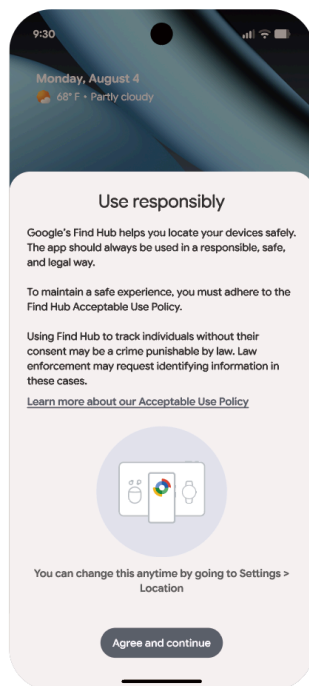 9:30
Monday, August 4
68° F • Partly cloudy
Use responsibly
Google's Find Hub helps you locate your devices safely.
The app should always be used in a responsible, safe,
and legal way.
To maintain a safe experience, you must adhere to the
Find Hub Acceptable Use Policy.
Using Find Hub to track individuals without their
consent may be a crime punishable by law. Law
enforcement may request identifying information in
these cases.
Learn more about our Acceptable Use Policy
You can change this anytime by going to Settings >
Location
Agree and continue